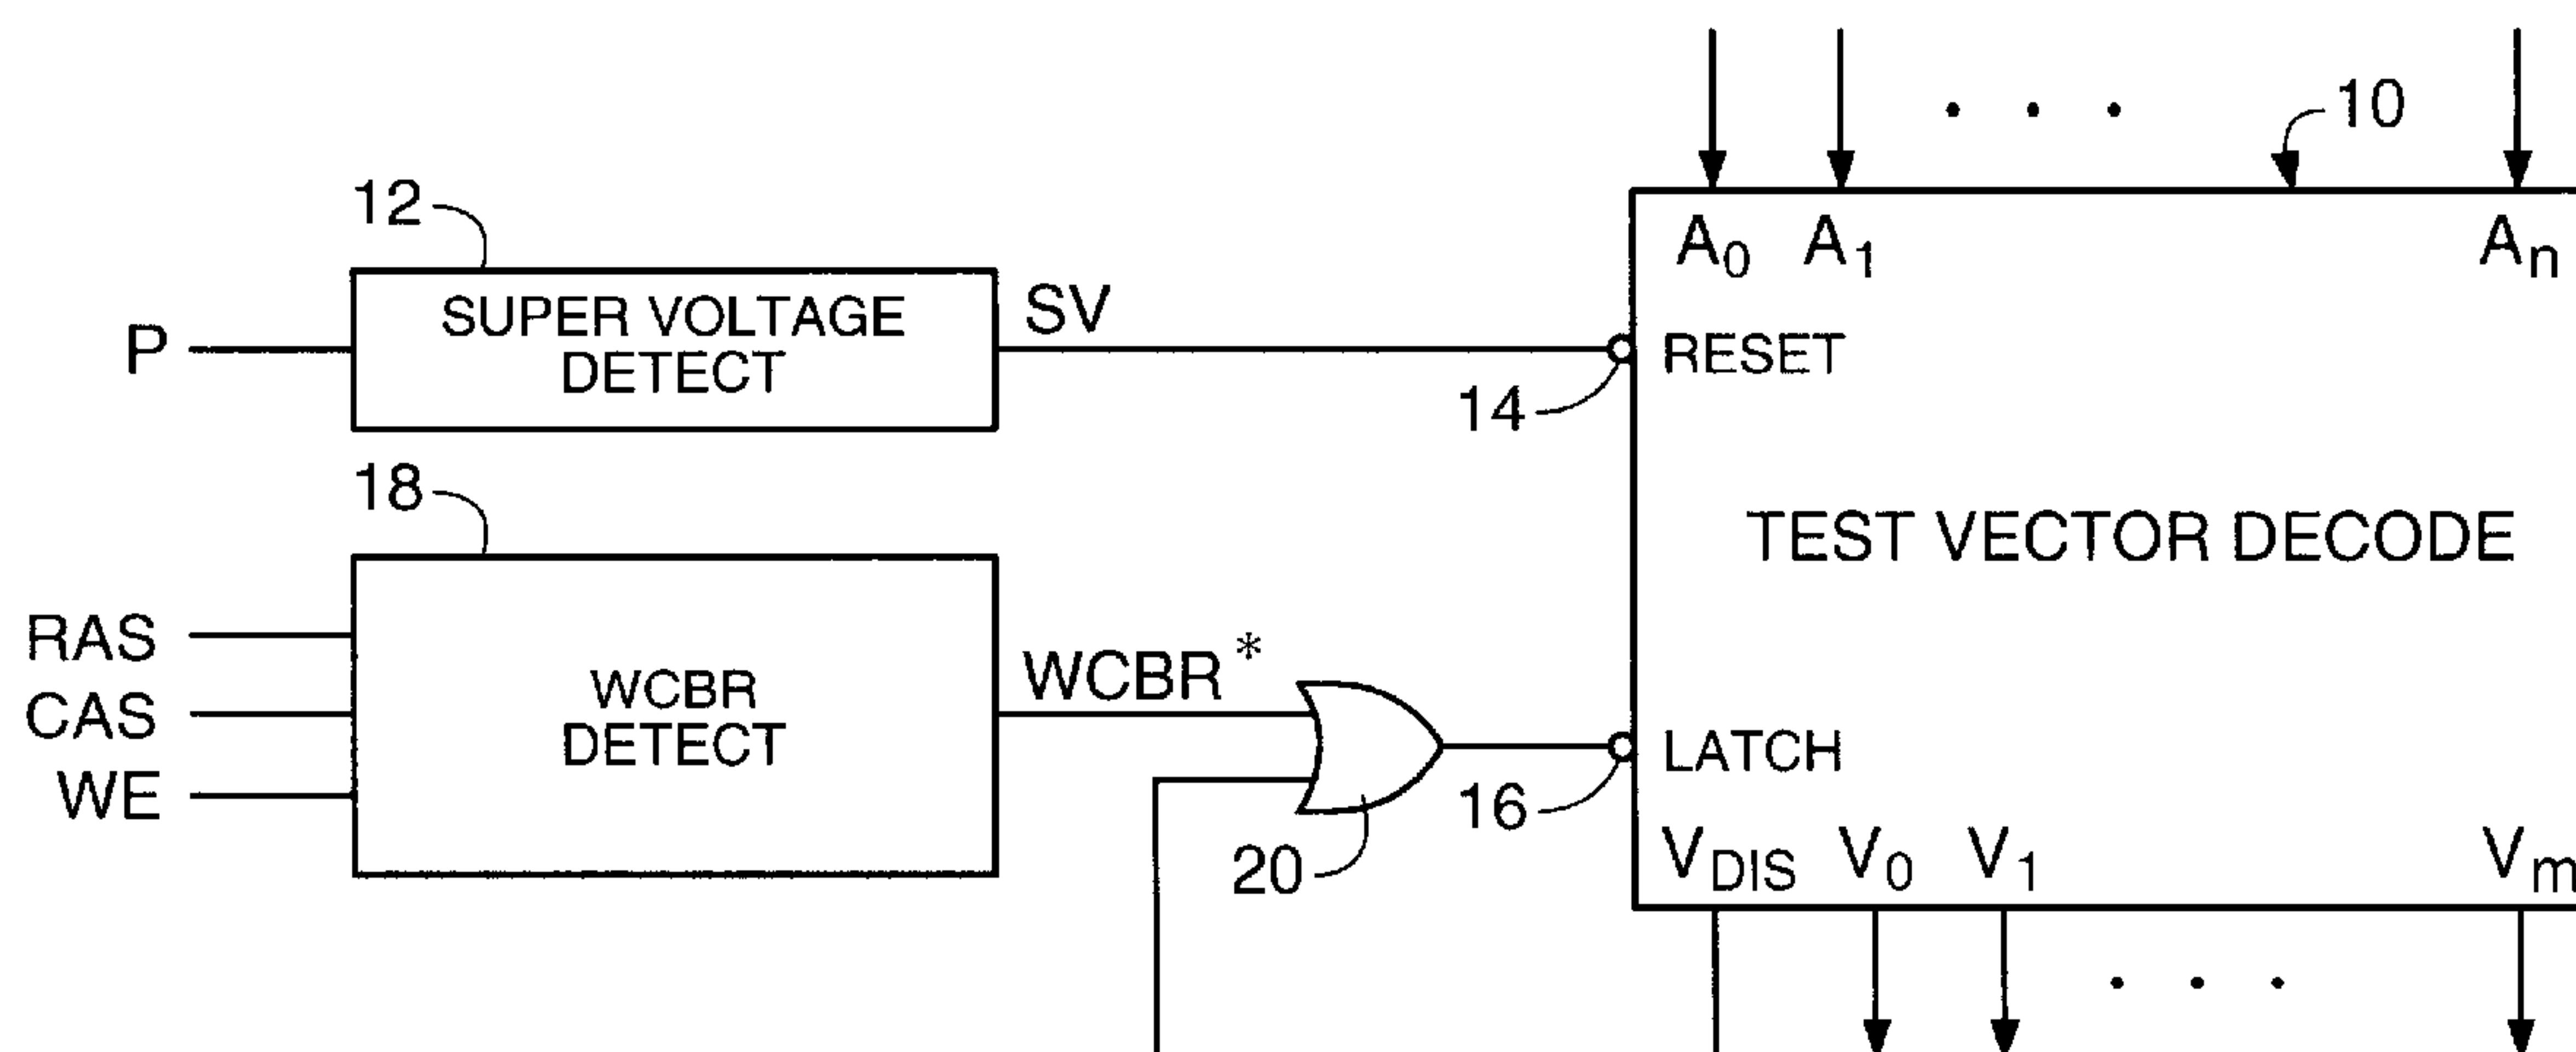 10
A0 A1 An
12
SUPER VOLTAGE
DETECT
P
SV
RESET
14
18
TEST VECTOR DECODE
RAS
CAS
WE
WCBR
DETECT
WCBR*
LATCH
16
20
VDIS V0 V1 Vm